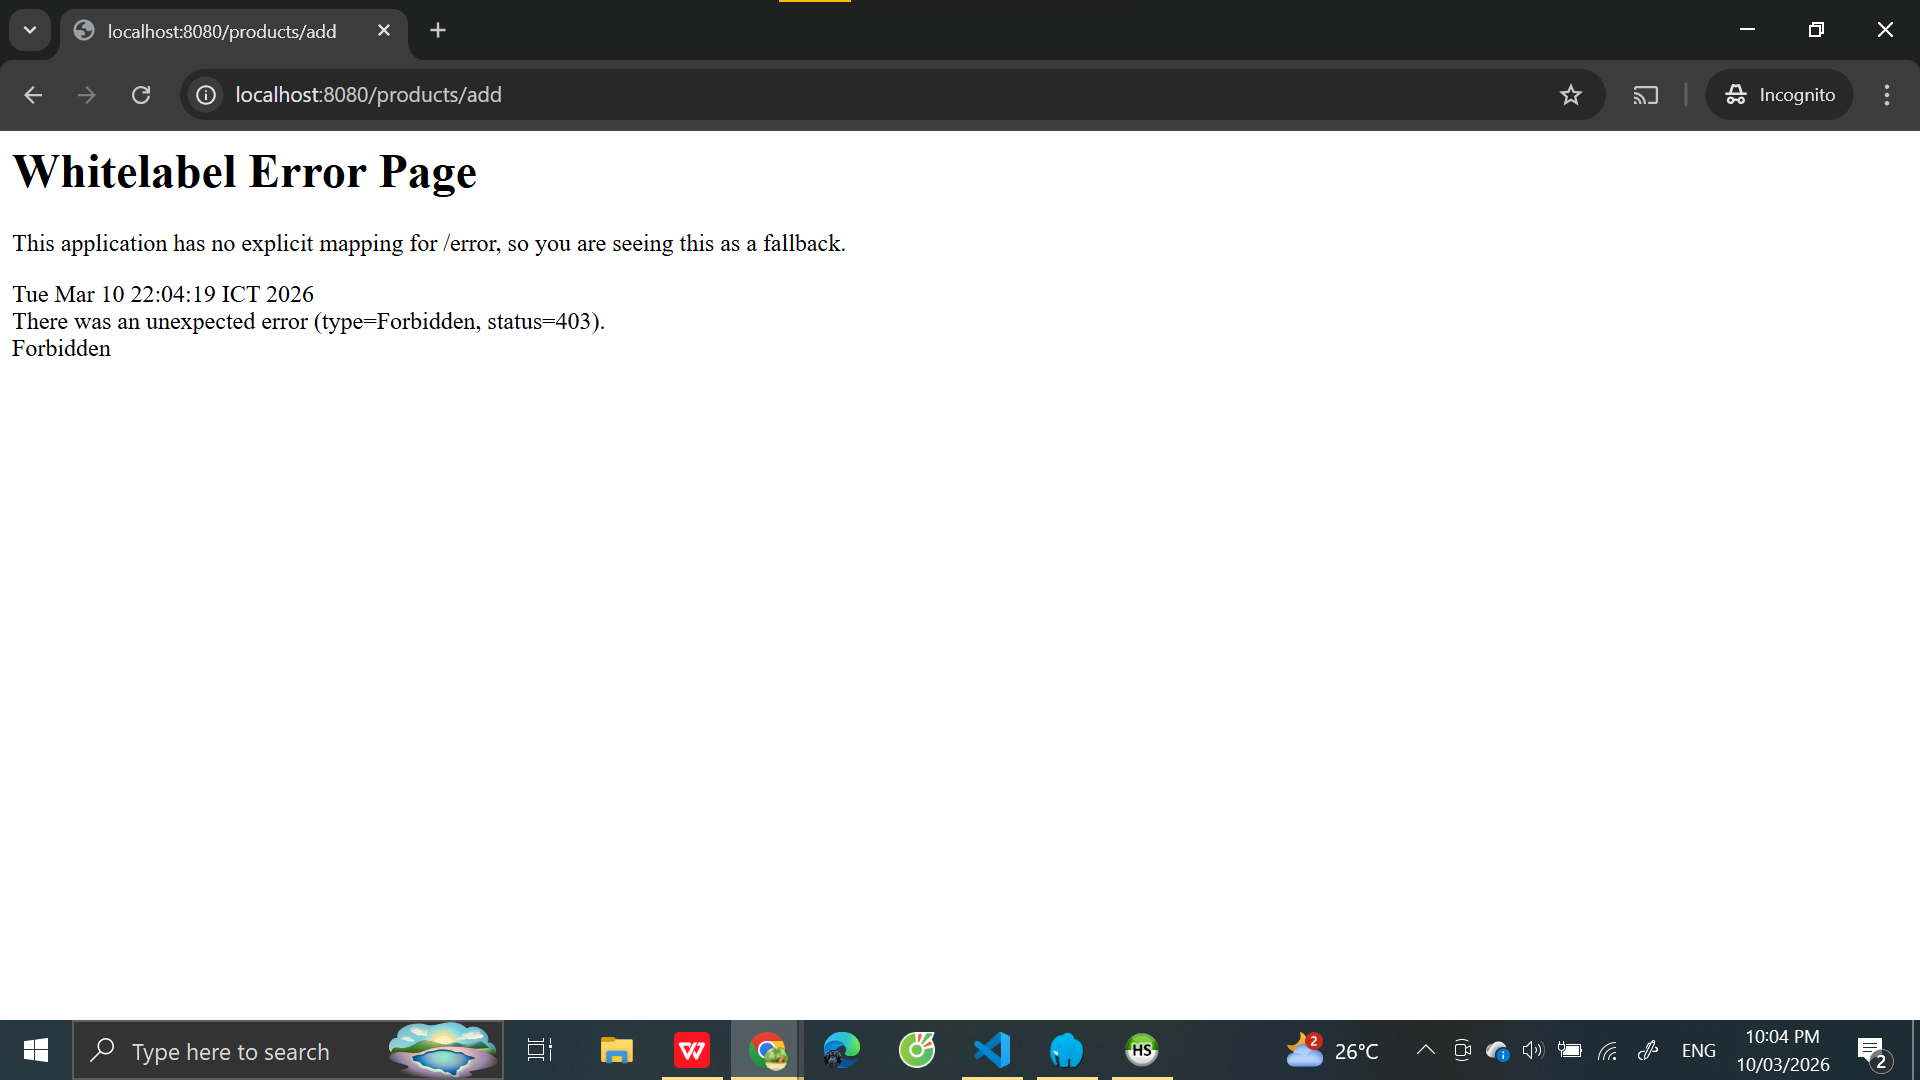 localhost:8080/products/add
localhost:8080/products/add
Incognito
Whitelabel Error Page
This application has no explicit mapping for /error, so you are seeing this as a fallback.
Tue Mar 10 22:04:19 ICT 2026
There was an unexpected error (type=Forbidden, status=403).
Forbidden
Type here to search
W
HS
2
26°C
ENG
10:04 PM
10/03/2026
2